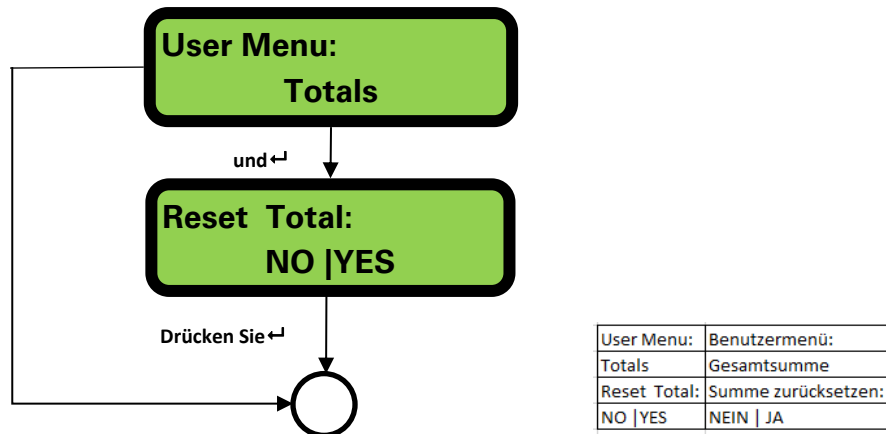 User Menu:
Totals
und ↵
Reset Total:
NO |YES
Drücken Sie ↵
User Menu: Benutzermenü:
Totals Gesamtsumme
Reset Total: Summe zurücksetzen:
NO |YES NEIN | JA